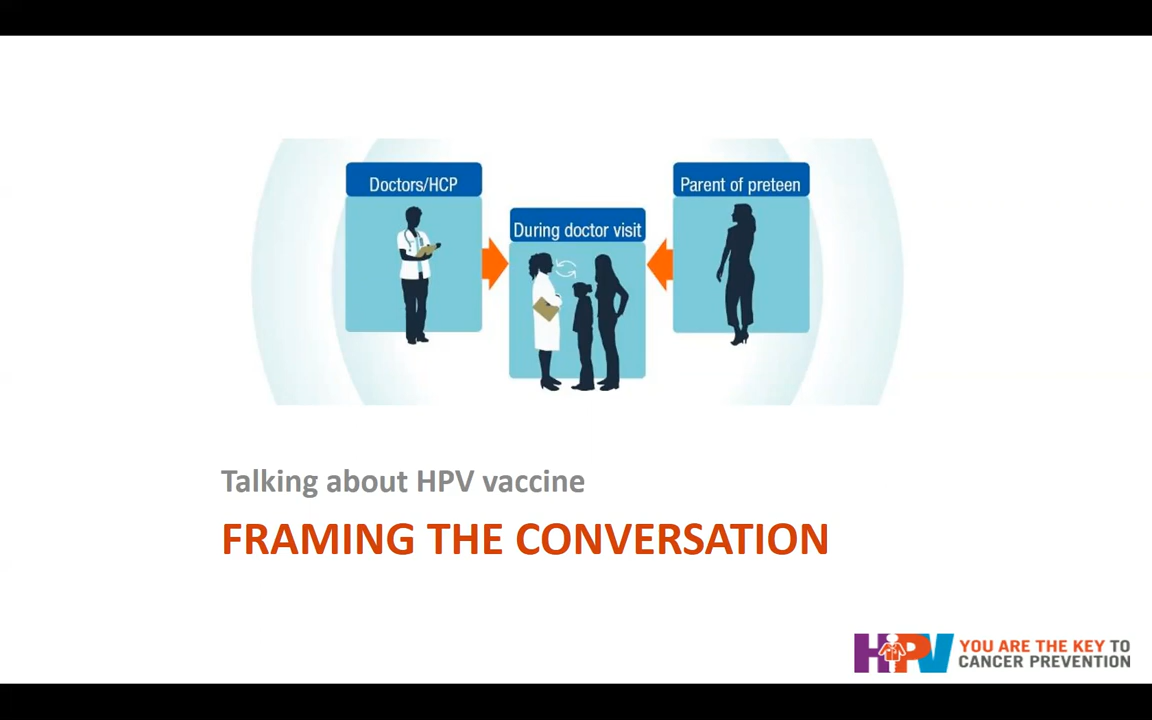 Doctors/HCP
Parent of preteen
During doctor visit
Talking about HPV vaccine
FRAMING THE CONVERSATION
HPV
YOU ARE THE KEY TO
CANCER PREVENTION